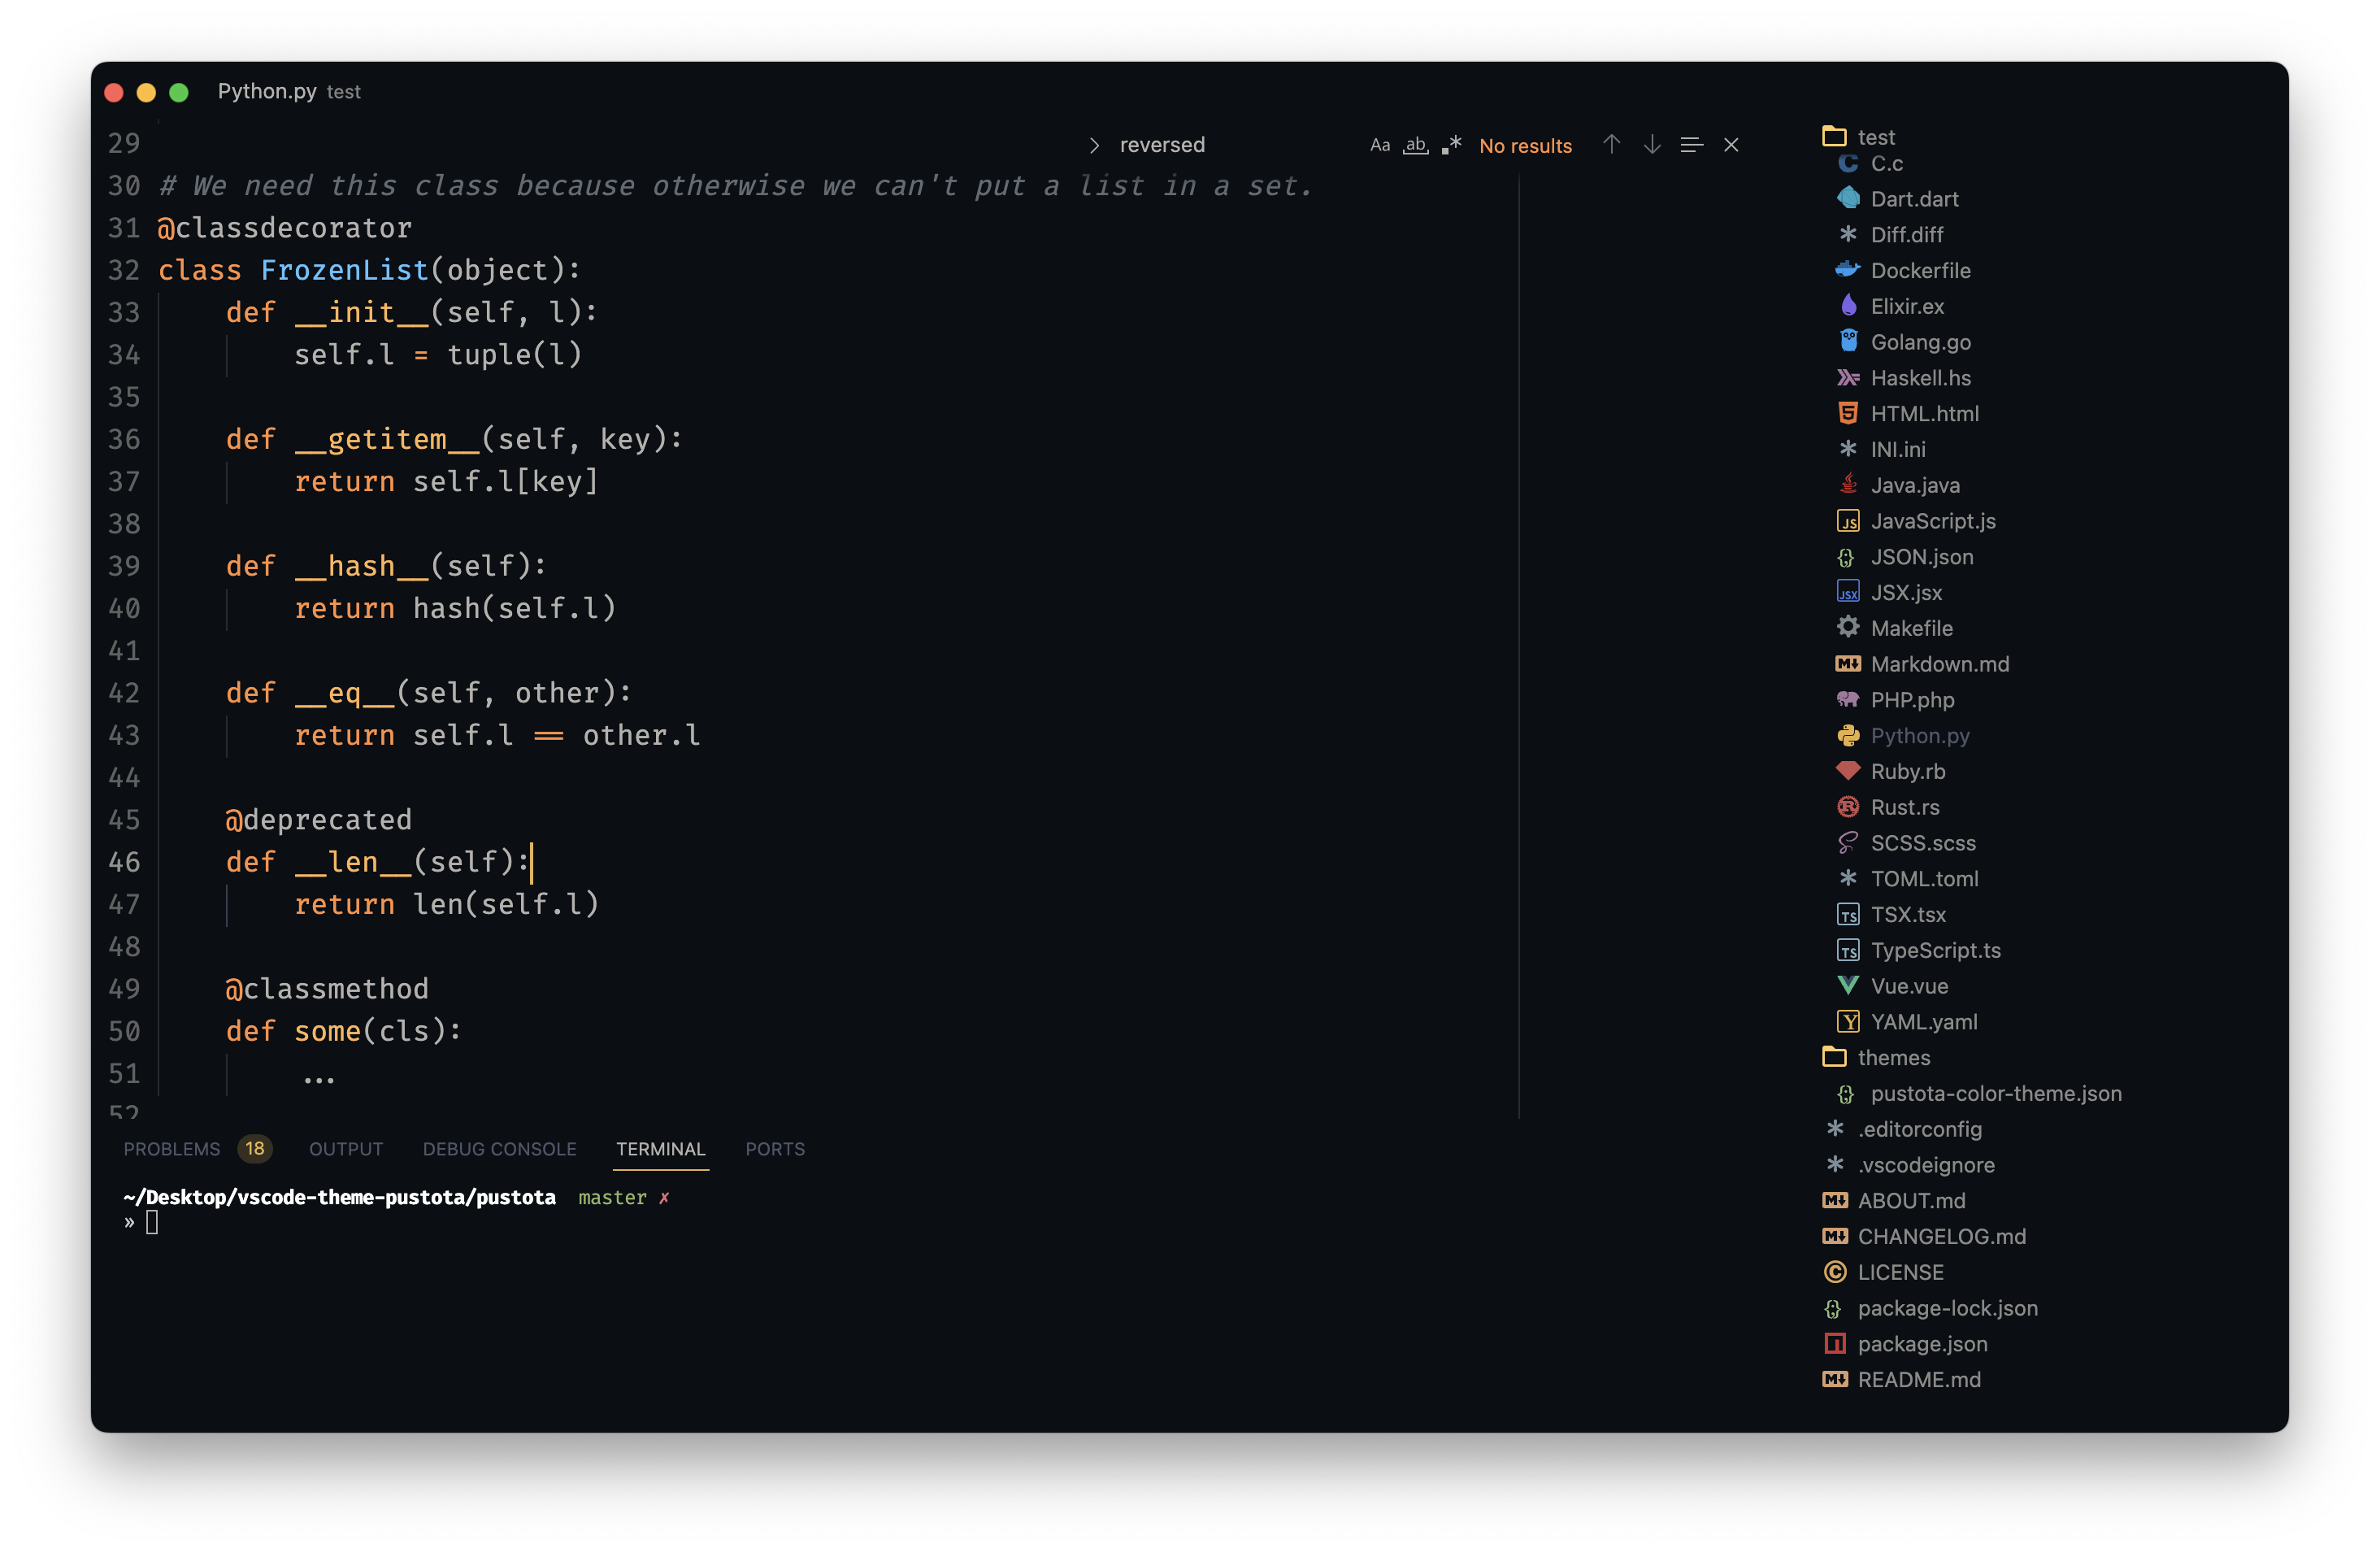 Python.py test
29
reversed Aa ab .* No results
30 # We need this class because otherwise we can't put a list in a set.
31 @classdecorator
32 class FrozenList(object):
33     def __init__(self, l):
34         self.l = tuple(l)
35
36     def __getitem__(self, key):
37         return self.l[key]
38
39     def __hash__(self):
40         return hash(self.l)
41
42     def __eq__(self, other):
43         return self.l == other.l
44
45     @deprecated
46     def __len__(self):
47         return len(self.l)
48
49     @classmethod
50     def some(cls):
51         ...
52
PROBLEMS 18 OUTPUT DEBUG CONSOLE TERMINAL PORTS
~/Desktop/vscode-theme-pustota/pustota master ✗
»
test
C.c
Dart.dart
Diff.diff
Dockerfile
Elixir.ex
Golang.go
Haskell.hs
HTML.html
INI.ini
Java.java
JS JavaScript.js
JSON.json
JSX JSX.jsx
Makefile
M Markdown.md
PHP.php
Python.py
Ruby.rb
Rust.rs
SCSS.scss
TOML.toml
TS TSX.tsx
TS TypeScript.ts
Vue.vue
Y YAML.yaml
themes
pustota-color-theme.json
.editorconfig
.vscodeignore
M ABOUT.md
M CHANGELOG.md
LICENSE
package-lock.json
package.json
M README.md